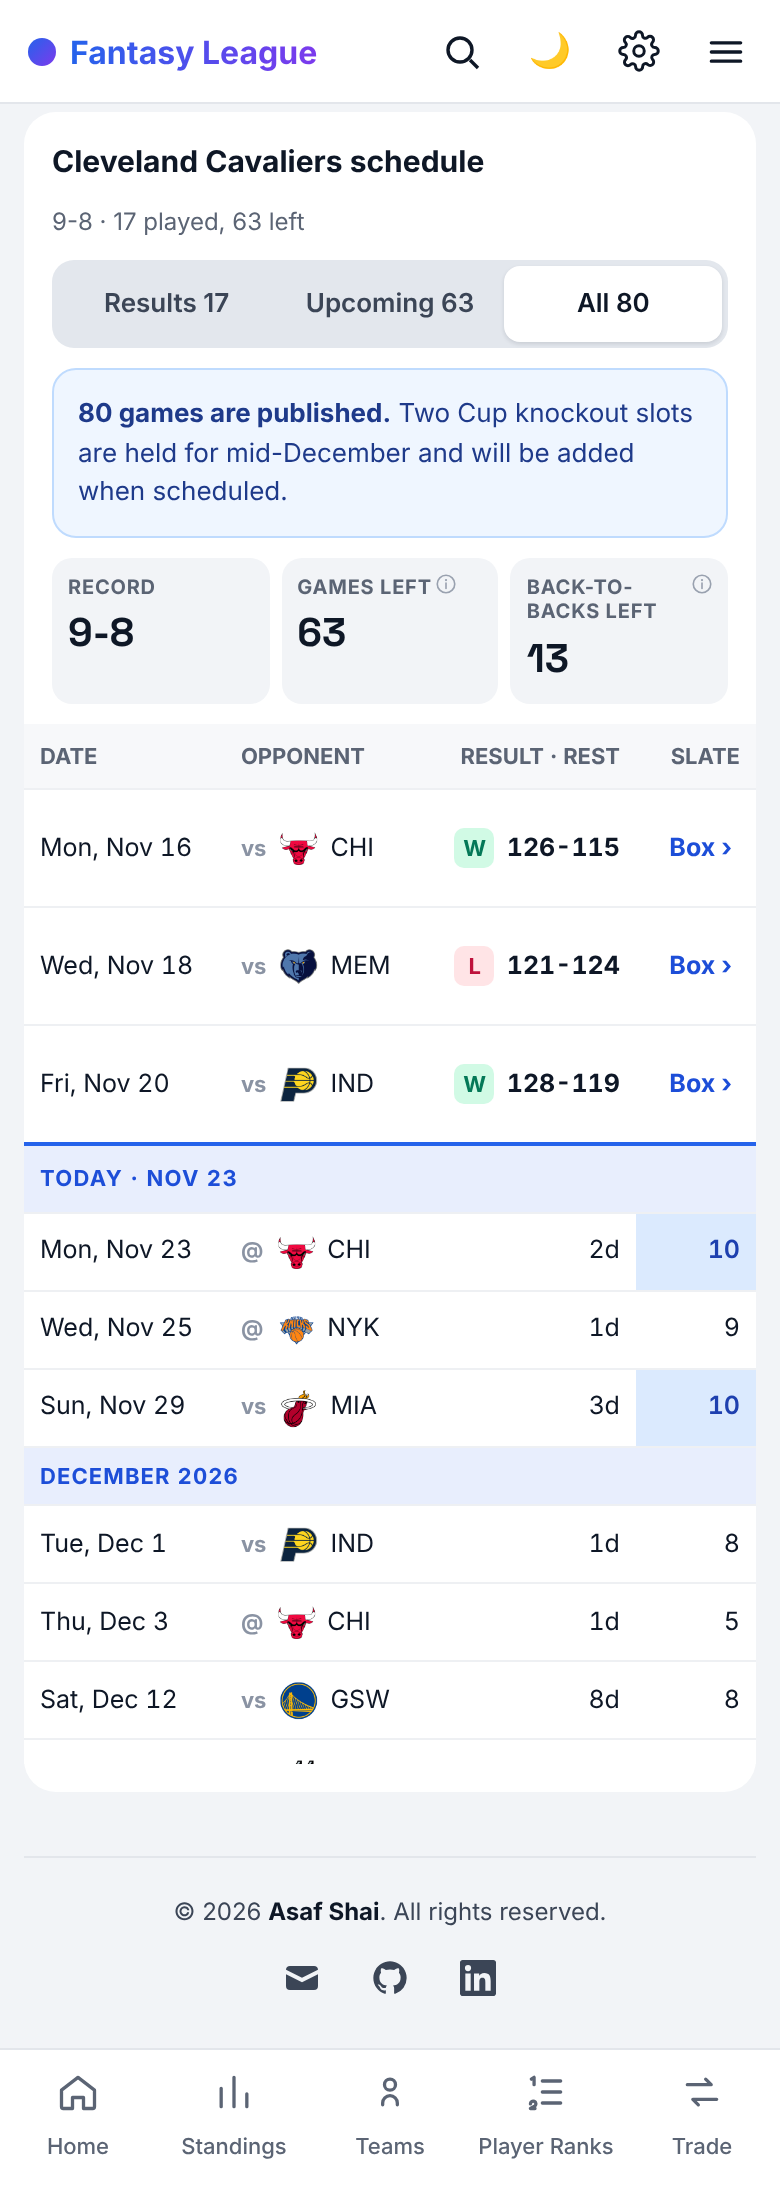 Fantasy League
Cleveland Cavaliers schedule
9-8 · 17 played, 63 left
Results 17 Upcoming 63 All 80
80 games are published. Two Cup knockout slots
are held for mid-December and will be added
when scheduled.
RECORD
9-8
GAMES LEFT
63
BACK-TO-
BACKS LEFT
13
DATE OPPONENT RESULT · REST SLATE
Mon, Nov 16 vs CHI W 126-115 Box ›
Wed, Nov 18 vs MEM L 121-124 Box ›
Fri, Nov 20 vs IND W 128-119 Box ›
TODAY · NOV 23
Mon, Nov 23 @ CHI 2d 10
Wed, Nov 25 @ NYK 1d 9
Sun, Nov 29 vs MIA 3d 10
DECEMBER 2026
Tue, Dec 1 vs IND 1d 8
Thu, Dec 3 @ CHI 1d 5
Sat, Dec 12 vs GSW 8d 8
© 2026 Asaf Shai. All rights reserved.
Home Standings Teams Player Ranks Trade